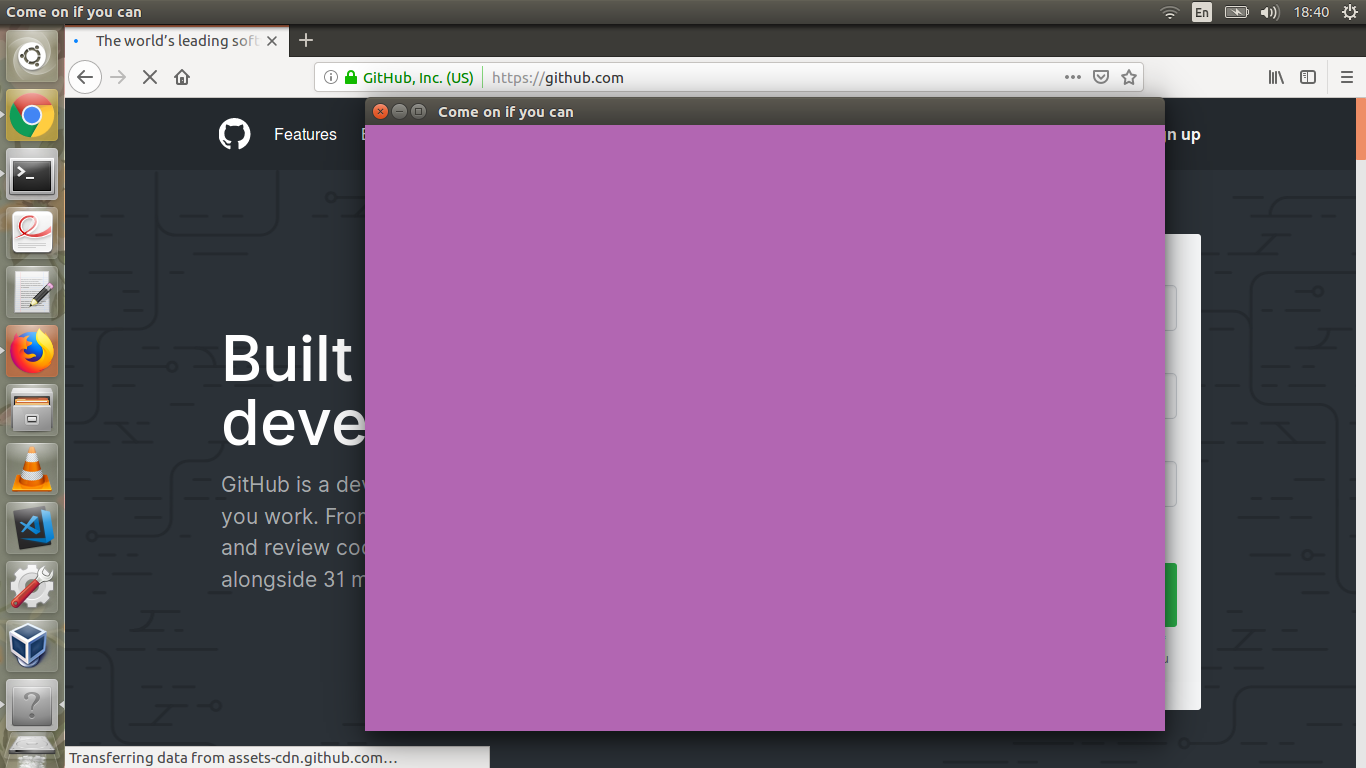 Come on if you can
En
18:40
The world's leading soft
GitHub, Inc. (US)
https://github.com
Come on if you can
Features
up
Built
deve
GitHub is a dev
you work. From
and review cod
alongside 31 m
Transferring data from assets-cdn.github.com…